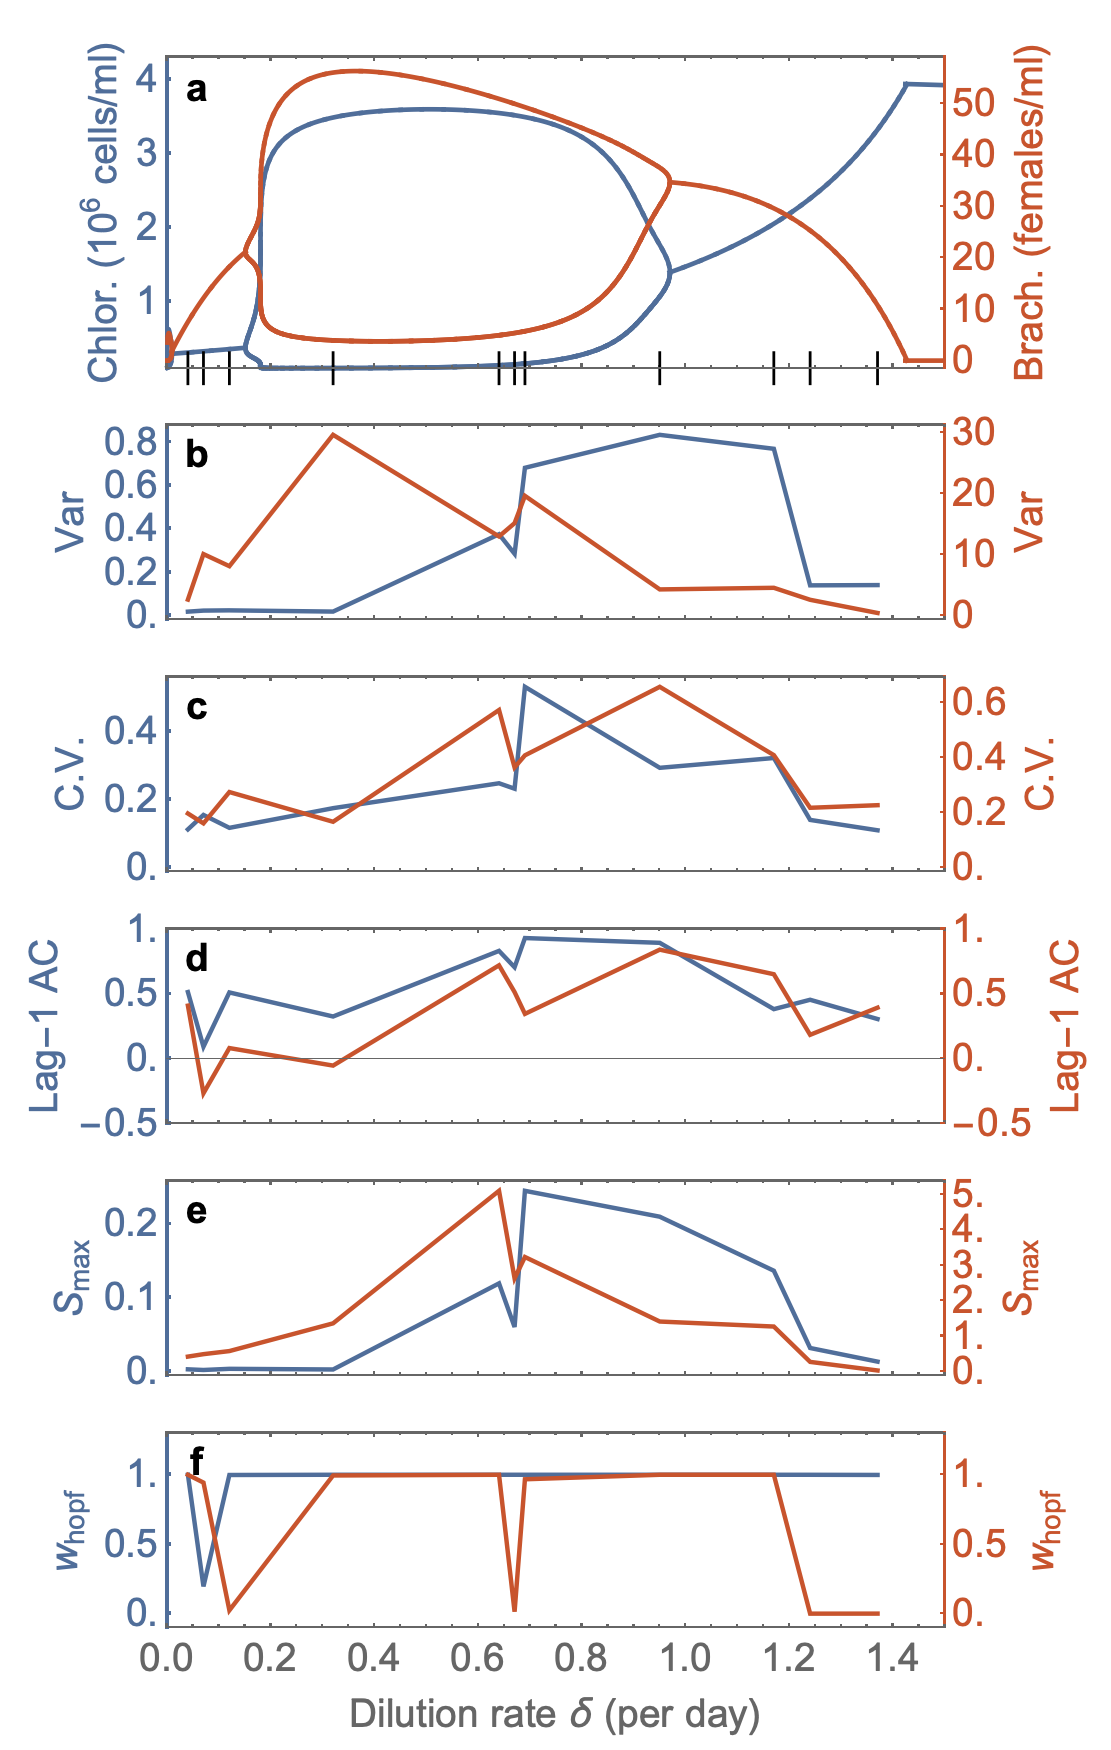 a
Chlor. (10⁶ cells/ml)
4
3
2
1
50
40
30
20
10
0
Brach. (females/ml)
b
Var
0.8
0.6
0.4
0.2
0.
30
20
10
0
Var
c
C.V.
0.4
0.2
0.
0.6
0.4
0.2
0.
C.V.
d
Lag−1 AC
1.
0.5
0.
−0.5
1.
0.5
0.
−0.5
Lag−1 AC
e
Smax
0.2
0.1
0.
5.
4.
3.
2.
1.
0.
Smax
f
whopf
1.
0.5
0.
1.
0.5
0.
whopf
0.0 0.2 0.4 0.6 0.8 1.0 1.2 1.4
Dilution rate δ (per day)